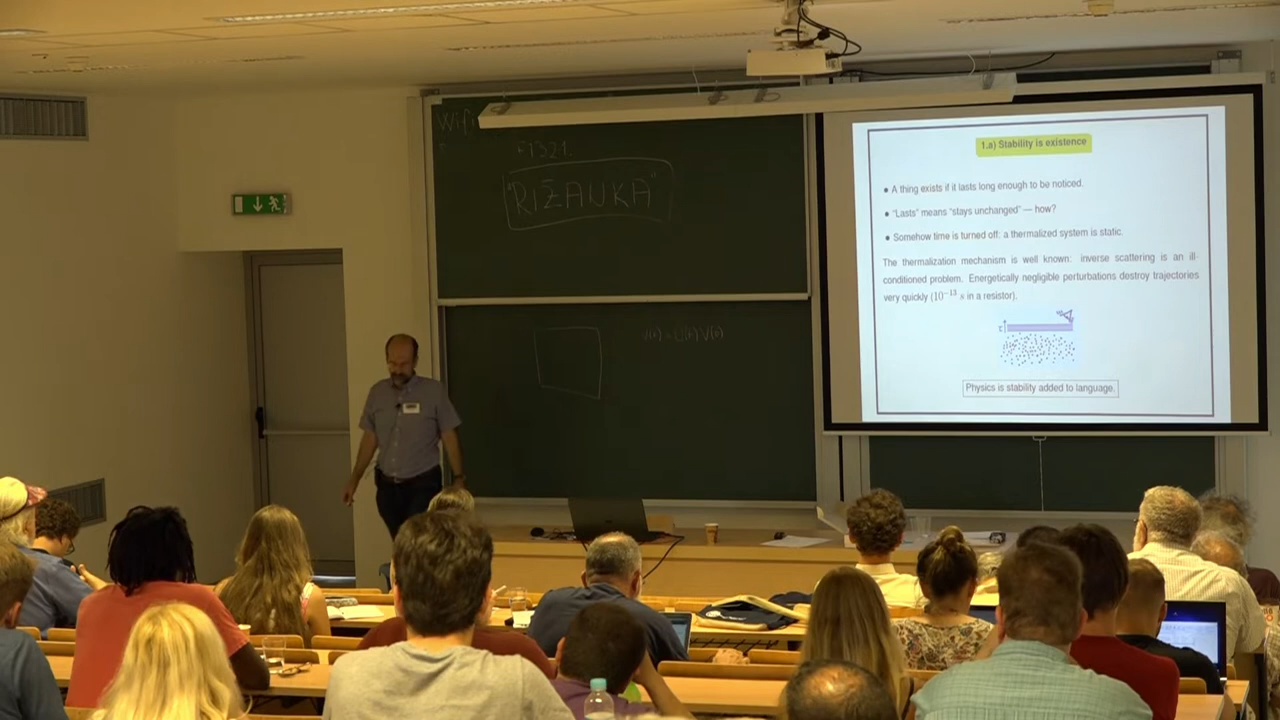 Wifi
F1321.
"RIŽANKA"
1.a) Stability is existence
● A thing exists if it lasts long enough to be noticed.
● “Lasts” means “stays unchanged” — how?
● Somehow time is turned off: a thermalized system is static.
The thermalization mechanism is well known: inverse scattering is an ill-
conditioned problem. Energetically negligible perturbations destroy trajectories
very quickly (10⁻¹³ s in a resistor).
Physics is stability added to language.